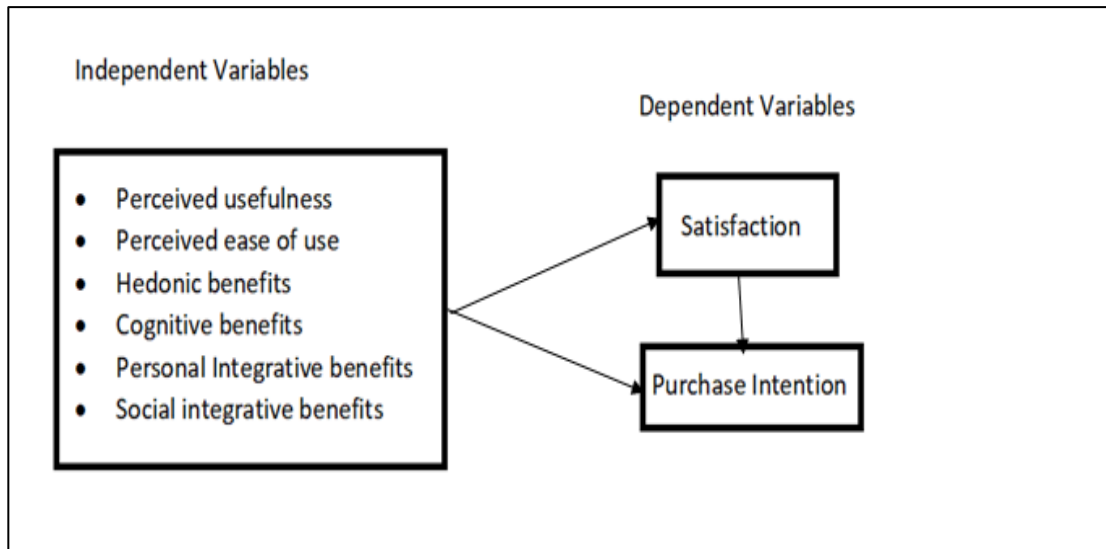 Independent Variables
Dependent Variables
• Perceived usefulness
• Perceived ease of use
• Hedonic benefits
• Cognitive benefits
• Personal Integrative benefits
• Social integrative benefits
Satisfaction
Purchase Intention